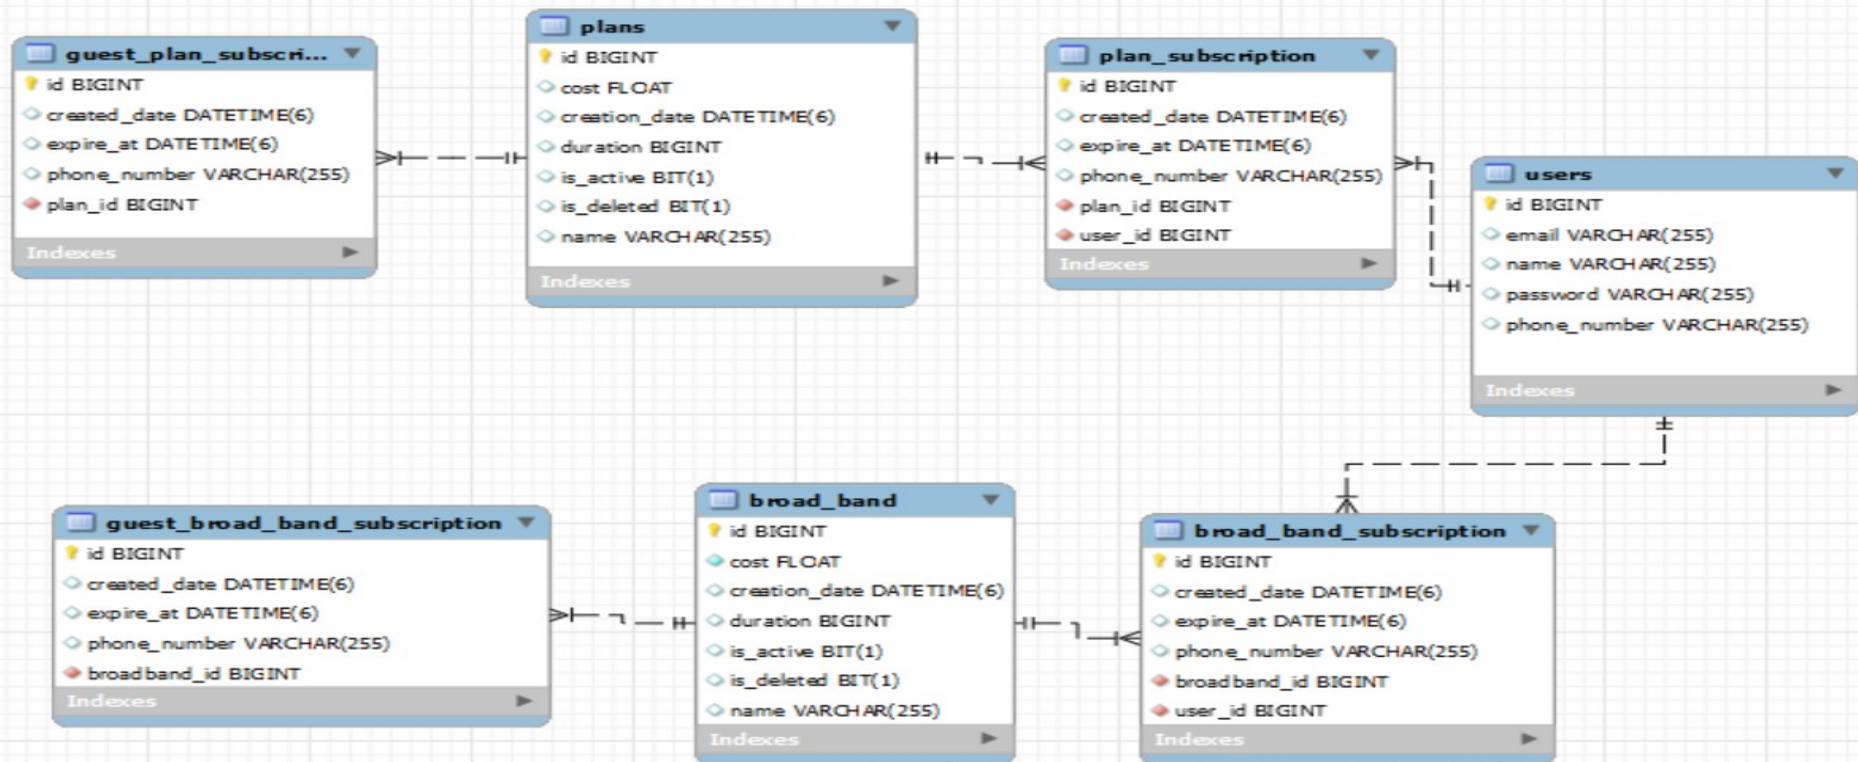 guest_plan_subscri...
id BIGINT
created_date DATETIME(6)
expire_at DATETIME(6)
phone_number VARCHAR(255)
plan_id BIGINT
Indexes
plans
id BIGINT
cost FLOAT
creation_date DATETIME(6)
duration BIGINT
is_active BIT(1)
is_deleted BIT(1)
name VARCHAR(255)
Indexes
plan_subscription
id BIGINT
created_date DATETIME(6)
expire_at DATETIME(6)
phone_number VARCHAR(255)
plan_id BIGINT
user_id BIGINT
Indexes
users
id BIGINT
email VARCHAR(255)
name VARCHAR(255)
password VARCHAR(255)
phone_number VARCHAR(255)
Indexes
guest_broad_band_subscription
id BIGINT
created_date DATETIME(6)
expire_at DATETIME(6)
phone_number VARCHAR(255)
broadband_id BIGINT
Indexes
broad_band
id BIGINT
cost FLOAT
creation_date DATETIME(6)
duration BIGINT
is_active BIT(1)
is_deleted BIT(1)
name VARCHAR(255)
Indexes
broad_band_subscription
id BIGINT
created_date DATETIME(6)
expire_at DATETIME(6)
phone_number VARCHAR(255)
broadband_id BIGINT
user_id BIGINT
Indexes